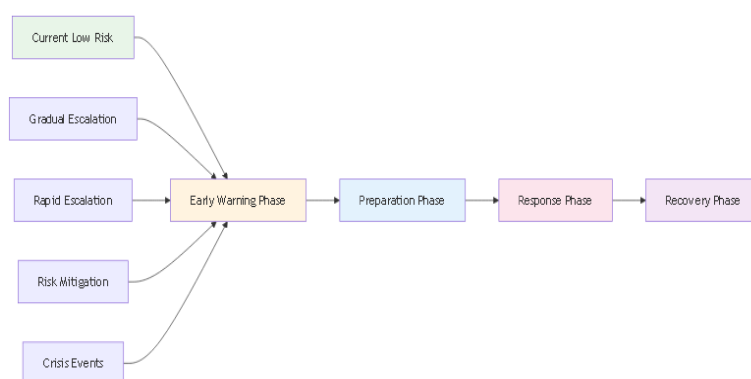 Current Low Risk
Gradual Escalation
Rapid Escalation
Early Warning Phase
Preparation Phase
Response Phase
Recovery Phase
Risk Mitigation
Crisis Events